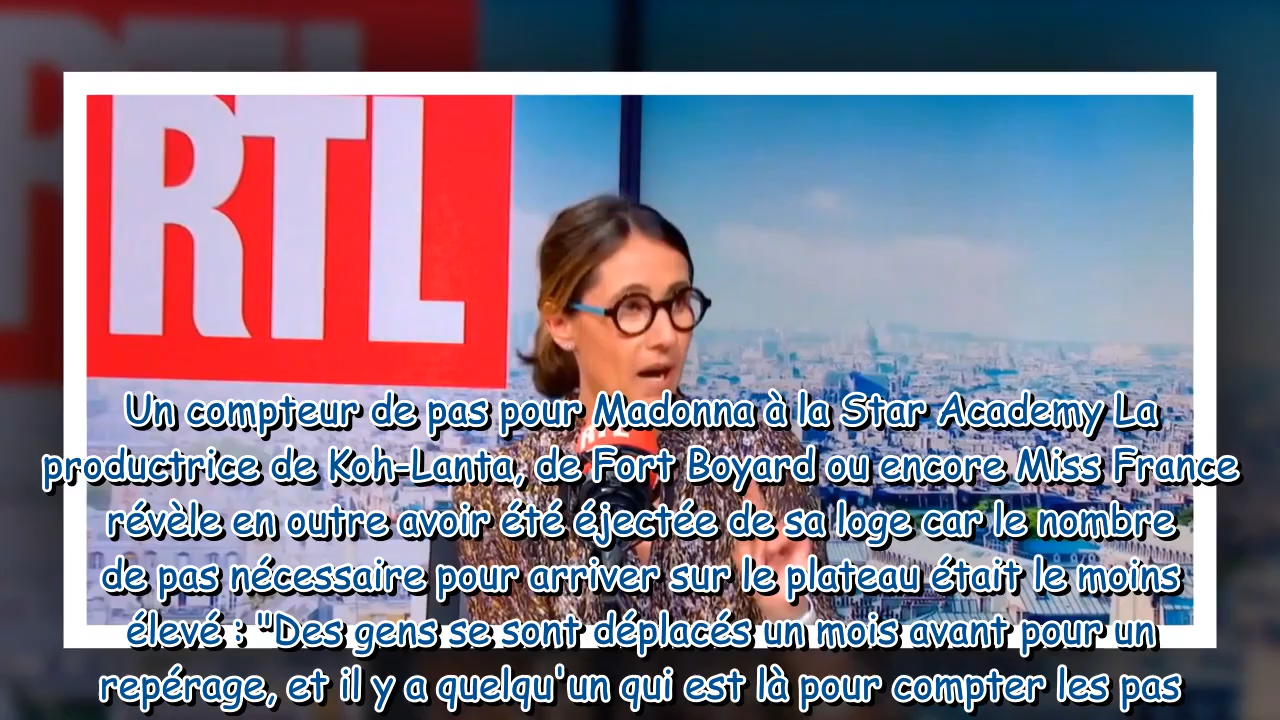 RTL
Un compteur de pas pour Madonna à la Star Academy La
productrice de Koh-Lanta, de Fort Boyard ou encore Miss France
révèle en outre avoir été éjectée de sa loge car le nombre
de pas nécessaire pour arriver sur le plateau était le moins
élevé : "Des gens se sont déplacés un mois avant pour un
repérage, et il y a quelqu'un qui est là pour compter les pas
RTL